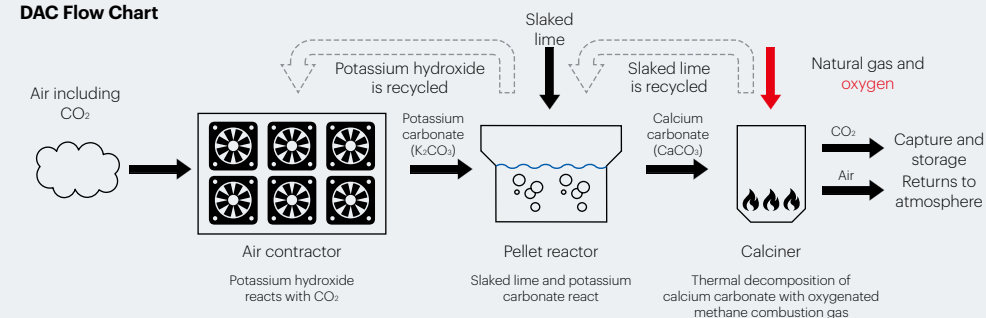 DAC Flow Chart
Slaked
lime
Potassium hydroxide
is recycled
Slaked lime
is recycled
Natural gas and
oxygen
Air including
CO₂
Potassium
carbonate
(K₂CO₃)
Calcium
carbonate
(CaCO₃)
CO₂
Capture and
storage
Air
Returns to
atmosphere
Air contractor
Potassium hydroxide
reacts with CO₂
Pellet reactor
Slaked lime and potassium
carbonate react
Calciner
Thermal decomposition of
calcium carbonate with oxygenated
methane combustion gas